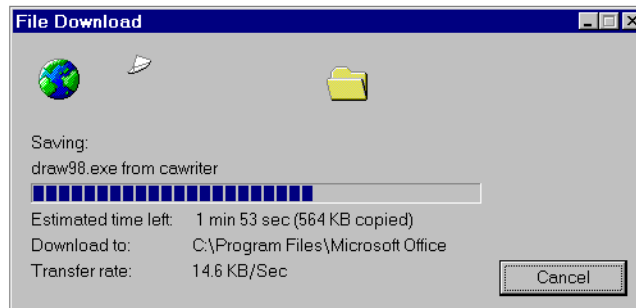 File Download
Saving:
draw98.exe from cawriter
Estimated time left: 1 min 53 sec (564 KB copied)
Download to: C:\Program Files\Microsoft Office
Transfer rate: 14.6 KB/Sec
Cancel